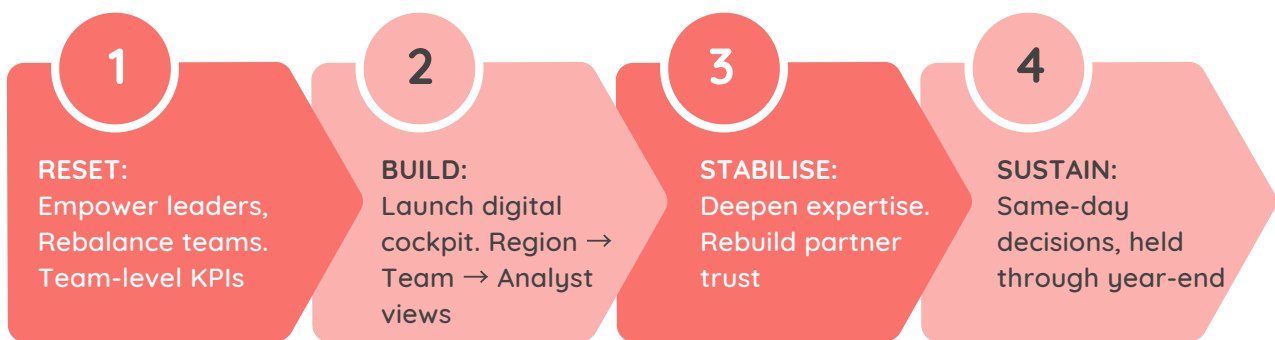 1
RESET:
Empower leaders,
Rebalance teams.
Team-level KPIs
2
BUILD:
Launch digital
cockpit. Region →
Team → Analyst
views
3
STABILISE:
Deepen expertise.
Rebuild partner
trust
4
SUSTAIN:
Same-day
decisions, held
through year-end